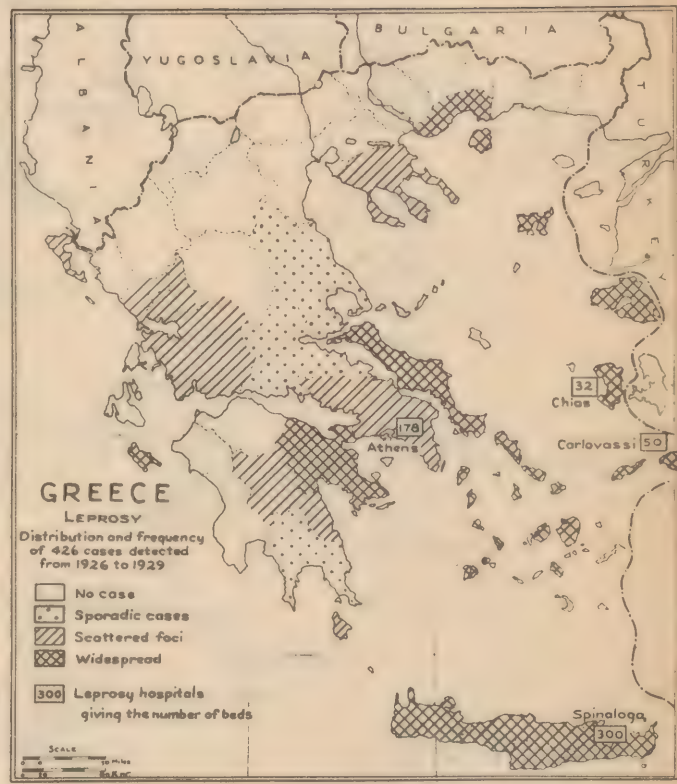 ALBANIA
YUGOSLAVIA
BULGARIA
TURKEY
32
Chios
178
Athens
Carlovassi 50
GREECE
LEPROSY
Distribution and frequency
of 426 cases detected
from 1926 to 1929
No case
Sporadic cases
Scattered foci
Widespread
300 Leprosy hospitals
giving the number of beds
Spinaloga
300
SCALE
Miles